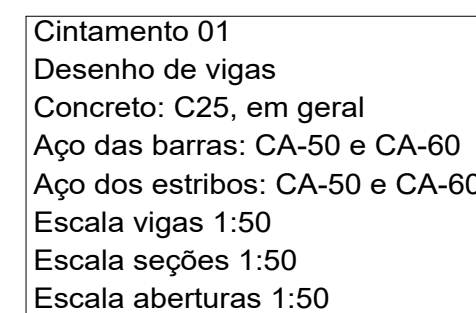 Cintamento 01
Desenho de vigas
Concreto: C25, em geral
Aço das barras: CA-50 e CA-60
Aço dos estribos: CA-50 e CA-60
Escala vigas 1:50
Escala seções 1:50
Escala aberturas 1:50